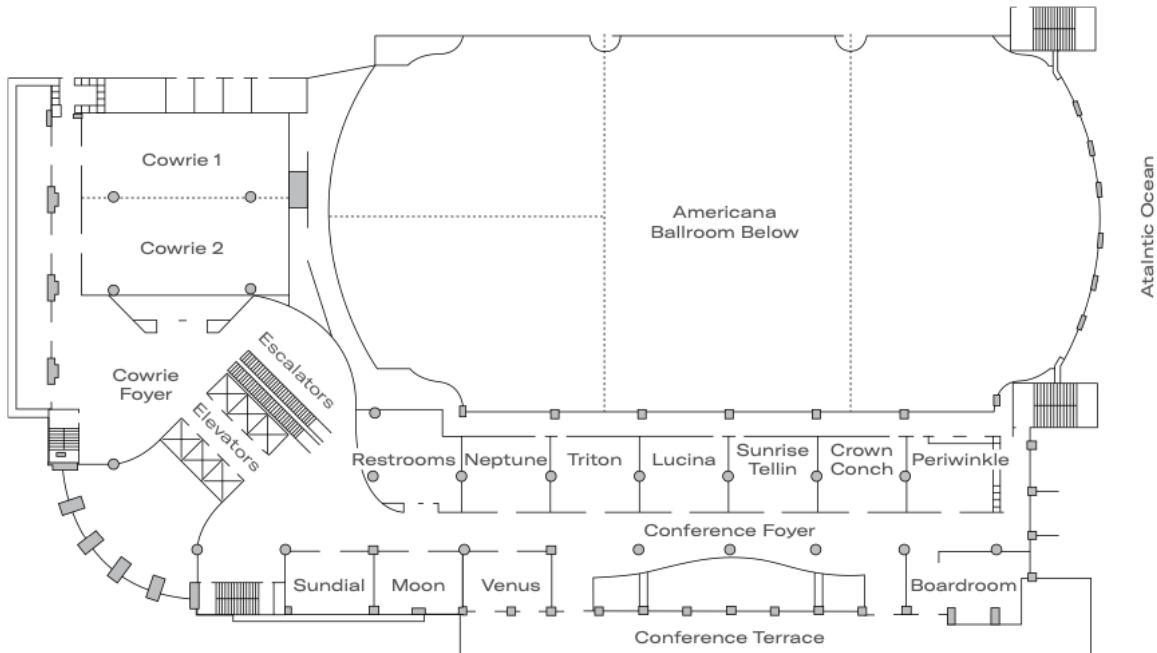 Cowrie 1
Americana
Ballroom Below
Atalntic Ocean
Cowrie 2
Escalators
Cowrie
Foyer
Elevators
Restrooms
Neptune
Triton
Lucina
Sunrise
Tellin
Crown
Conch
Periwinkle
Conference Foyer
Sundial
Moon
Venus
Boardroom
Conference Terrace